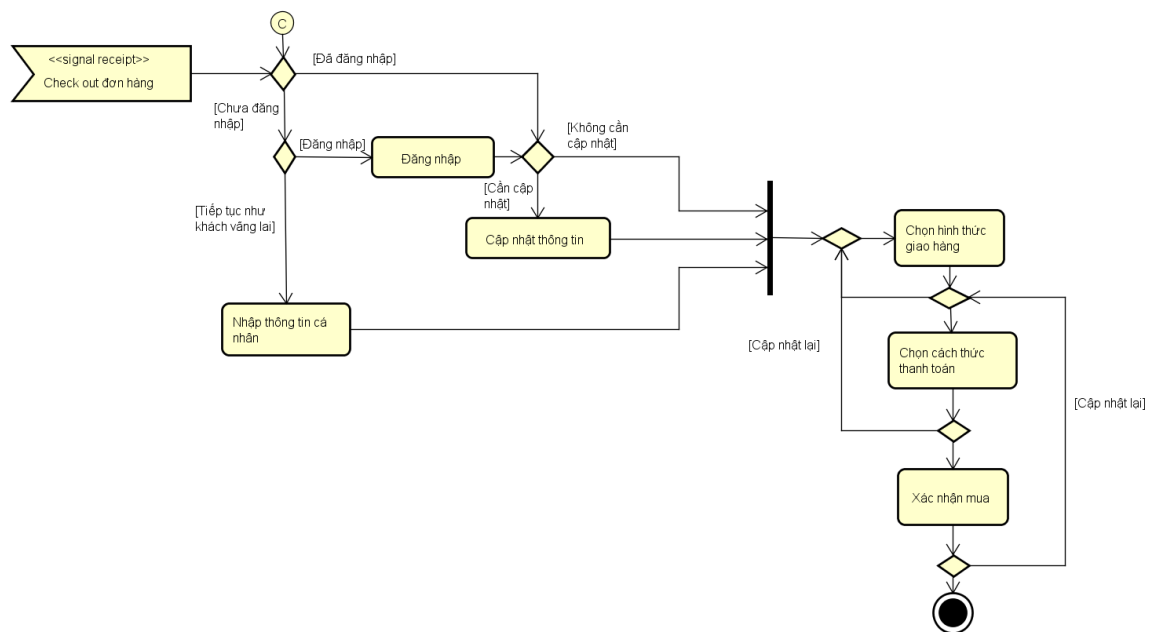 C
<<signal receipt>>
Check out đơn hàng
[Đã đăng nhập]
[Chưa đăng
nhập]
[Đăng nhập]
Đăng nhập
[Không cần
cập nhật]
[Cần cập
nhật]
[Tiếp tục như
khách vãng lai]
Cập nhật thông tin
Chọn hình thức
giao hàng
Nhập thông tin cá
nhân
[Cập nhật lại]
Chọn cách thức
thanh toán
[Cập nhật lại]
Xác nhận mua